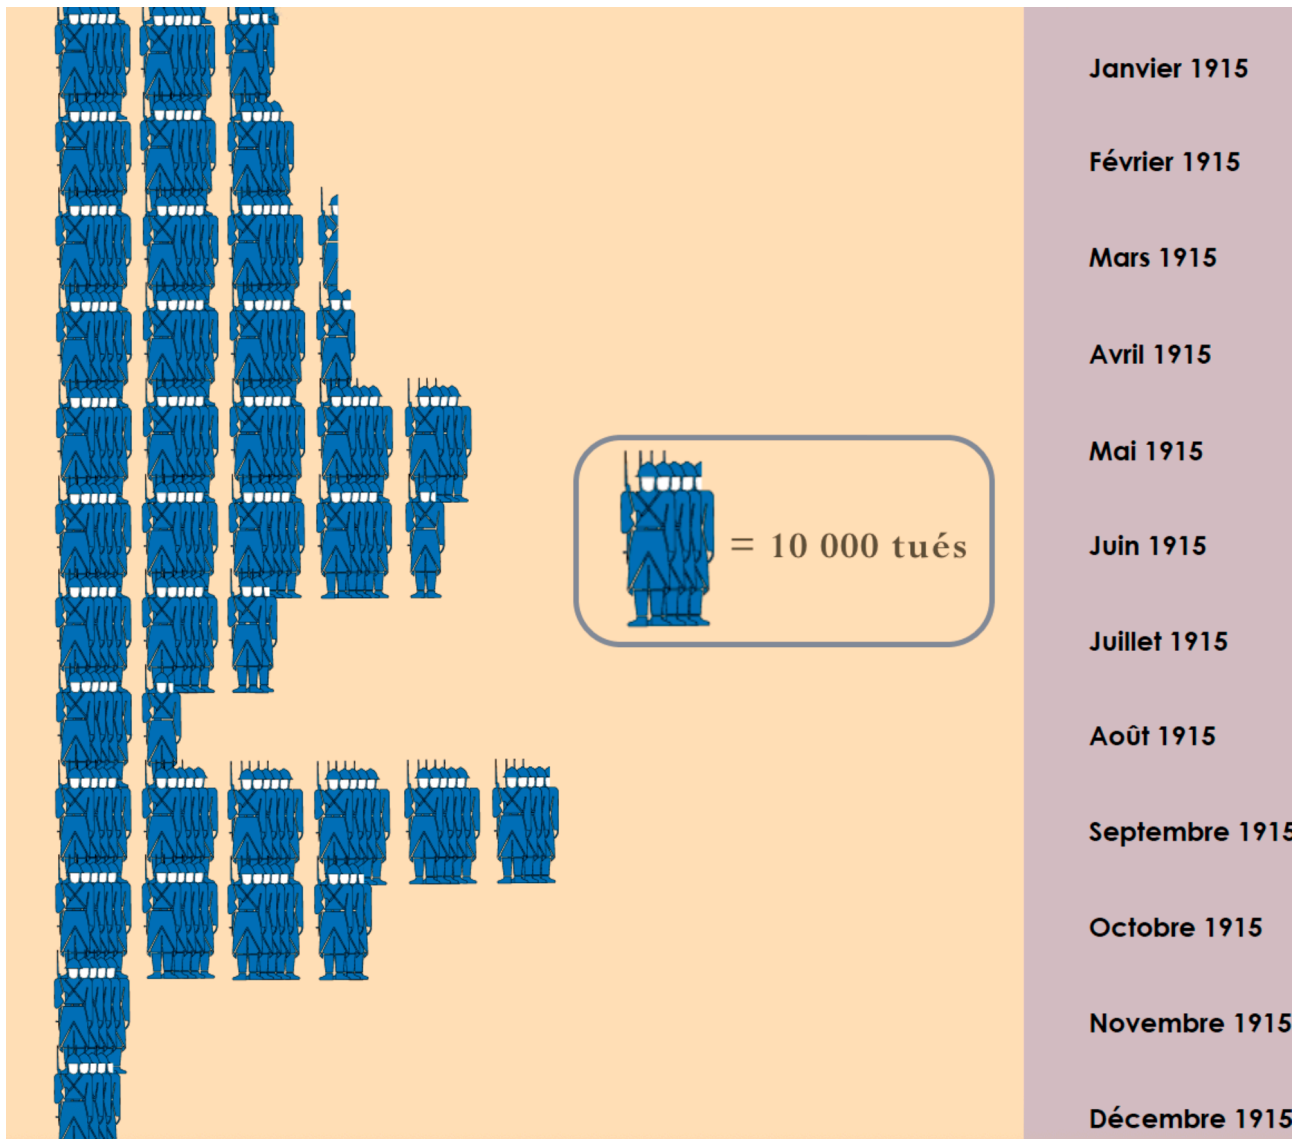 Janvier 1915
Février 1915
Mars 1915
Avril 1915
Mai 1915
= 10 000 tués
Juin 1915
Juillet 1915
Août 1915
Septembre 1915
Octobre 1915
Novembre 1915
Décembre 1915